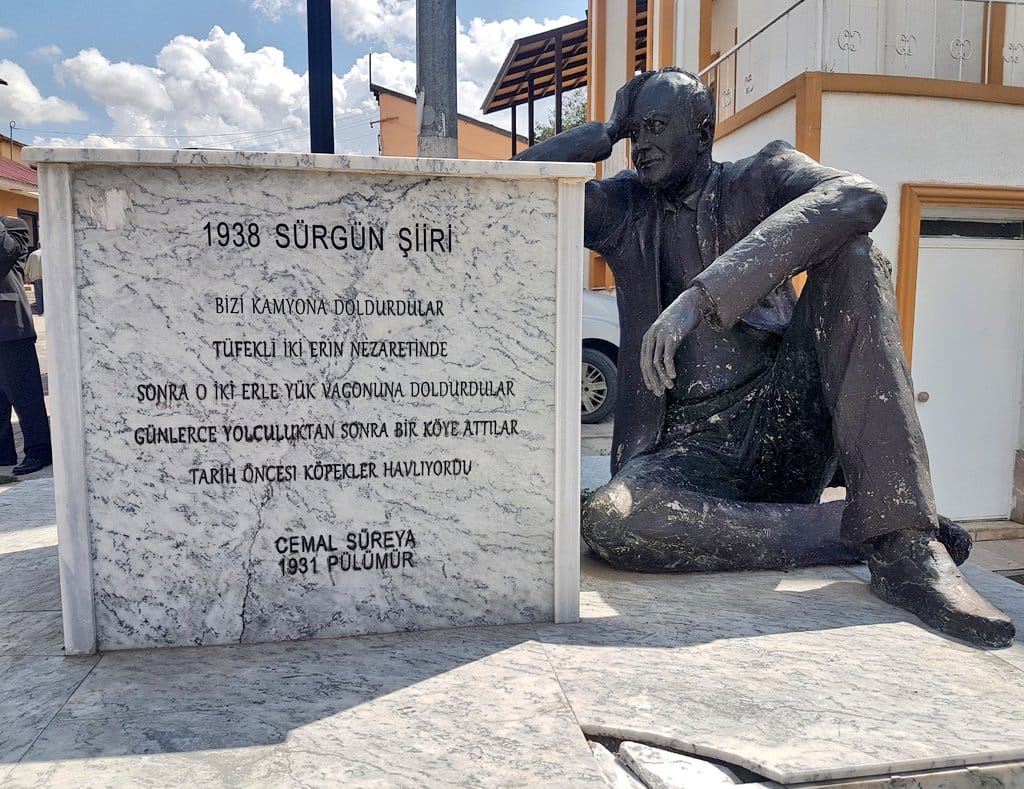 1938 SÜRGÜN ŞİİRİ
BİZİ KAMYONA DOLDURDULAR
TÜFEKLİ İKİ ERİN NEZARETİNDE
SONRA O İKİ ERLE YÜK VAGONUNA DOLDURDULAR
GÜNLERCE YOLCULUKTAN SONRA BİR KÖYE ATTILAR
TARİH ÖNCESİ KÖPEKLER HAVLIYORDU
CEMAL SÜREYA
1931 PÜLÜMÜR